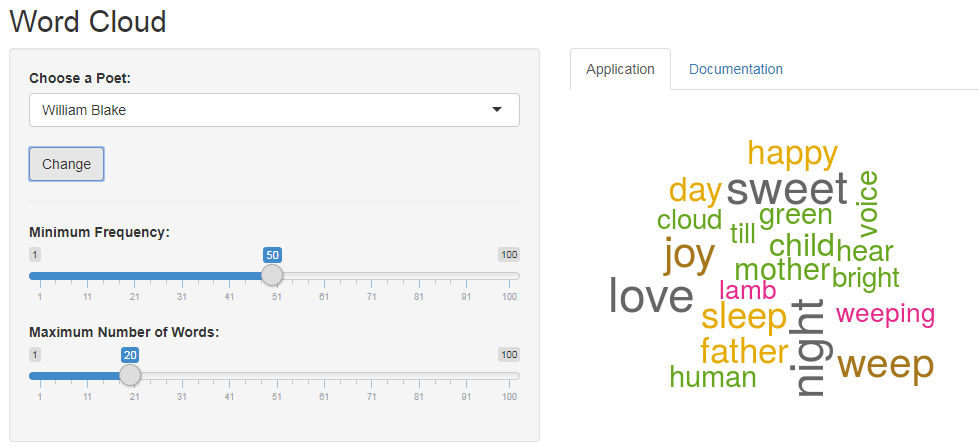 Word Cloud
Choose a Poet:
William Blake
Change
Minimum Frequency:
1 50 100
1 11 21 31 41 51 61 71 81 91 100
Maximum Number of Words:
1 20 100
1 11 21 31 41 51 61 71 81 91 100
Application Documentation
happy
day sweet voice
cloud till green
joy child hear
mother bright
love lamb
sleep night weeping
father weep
human